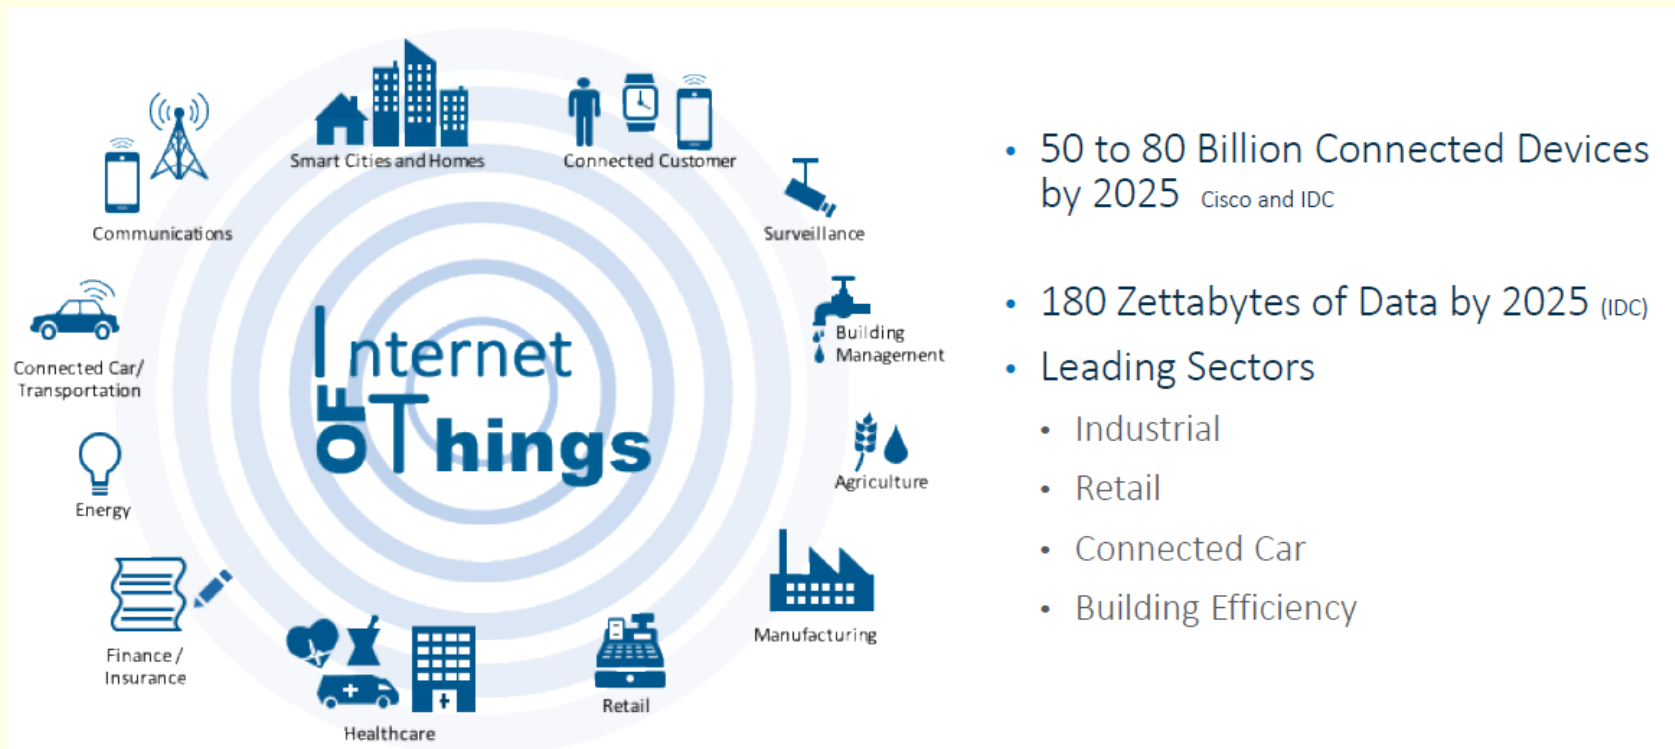 Smart Cities and Homes
Connected Customer
Communications
Surveillance
Building
Management
Connected Car/
Transportation
Internet
OF
Things
Agriculture
Energy
Manufacturing
Finance /
Insurance
Retail
Healthcare
• 50 to 80 Billion Connected Devices
by 2025 Cisco and IDC
• 180 Zettabytes of Data by 2025 (IDC)
• Leading Sectors
• Industrial
• Retail
• Connected Car
• Building Efficiency